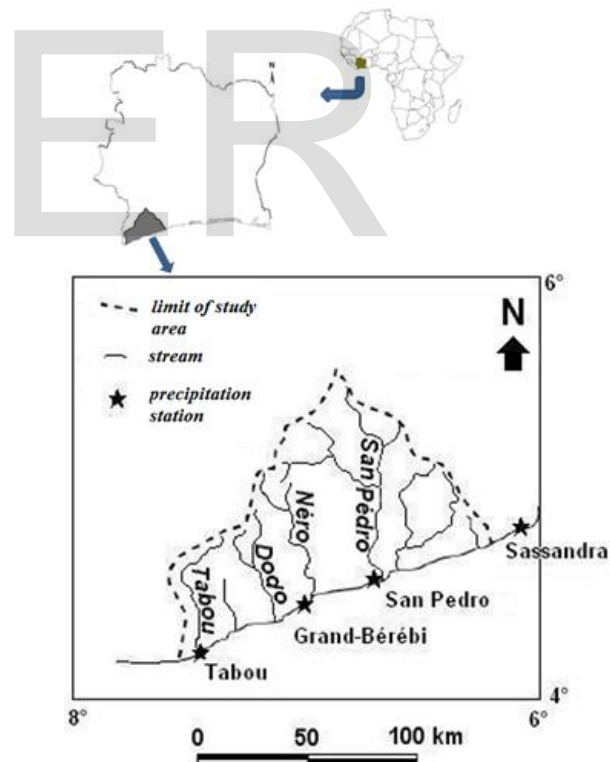 ER
N
6°
limit of study
area
stream
precipitation
station
N
San Pédro
Néro
Dodo
Tabou
Sassandra
San Pedro
Grand-Bérébi
Tabou
4°
8°
6°
0
50
100 km